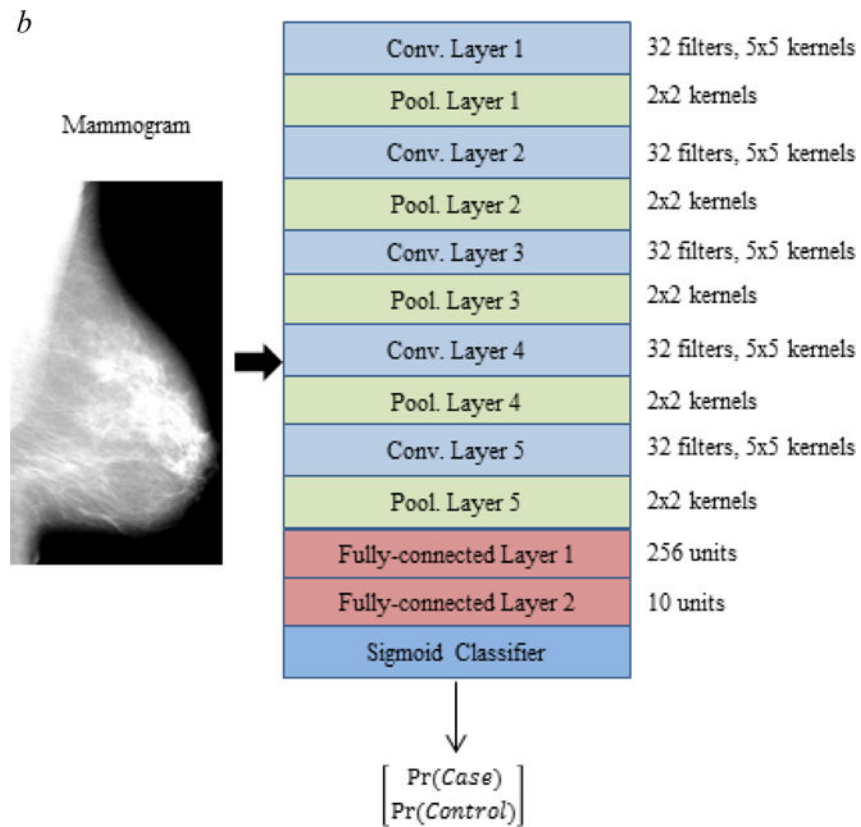 b
Mammogram
Conv. Layer 1 32 filters, 5x5 kernels
Pool. Layer 1 2x2 kernels
Conv. Layer 2 32 filters, 5x5 kernels
Pool. Layer 2 2x2 kernels
Conv. Layer 3 32 filters, 5x5 kernels
Pool. Layer 3 2x2 kernels
Conv. Layer 4 32 filters, 5x5 kernels
Pool. Layer 4 2x2 kernels
Conv. Layer 5 32 filters, 5x5 kernels
Pool. Layer 5 2x2 kernels
Fully-connected Layer 1 256 units
Fully-connected Layer 2 10 units
Sigmoid Classifier
Pr(Case)
Pr(Control)